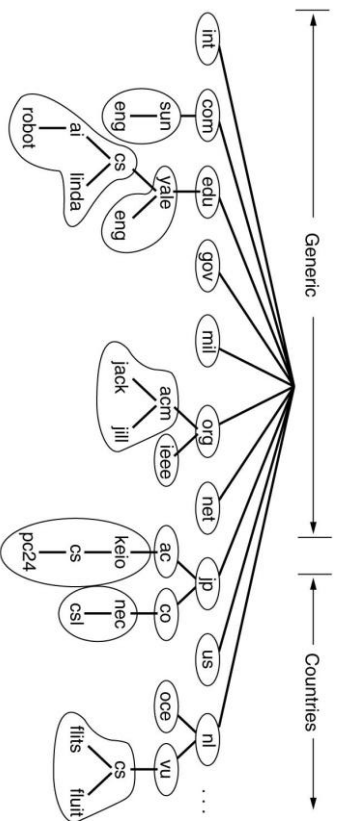 Generic Countries
int com edu gov mil org net jp us nl
. . . .
sun yale acm ieee ac co oce vu
eng cs eng jack jill keio nec cs
ai linda cs csl flits fluit
robot pc24